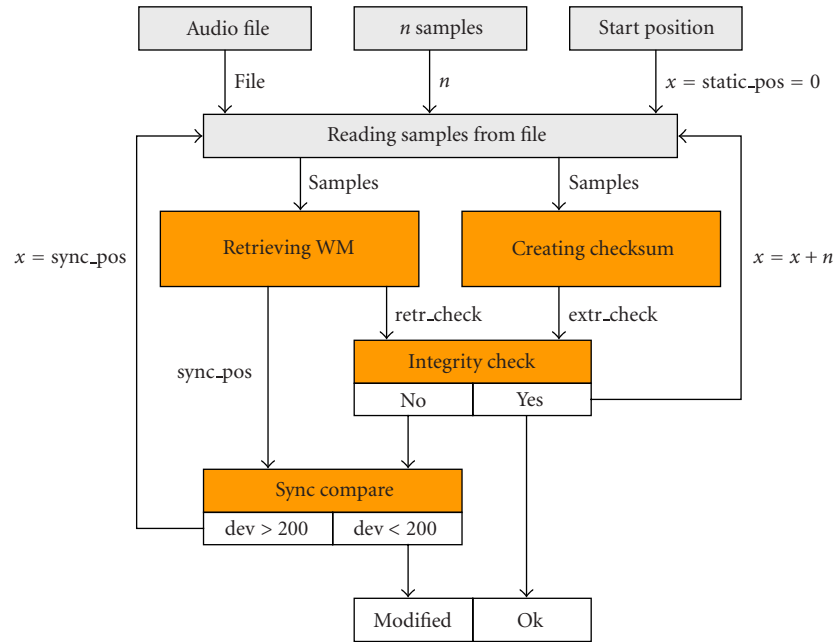 Audio file
n samples
Start position
File
n
x = static_pos = 0
Reading samples from file
Samples
Samples
Retrieving WM
Creating checksum
x = sync_pos
x = x + n
retr_check
extr_check
Integrity check
sync_pos
No
Yes
Sync compare
dev > 200
dev < 200
Modified
Ok